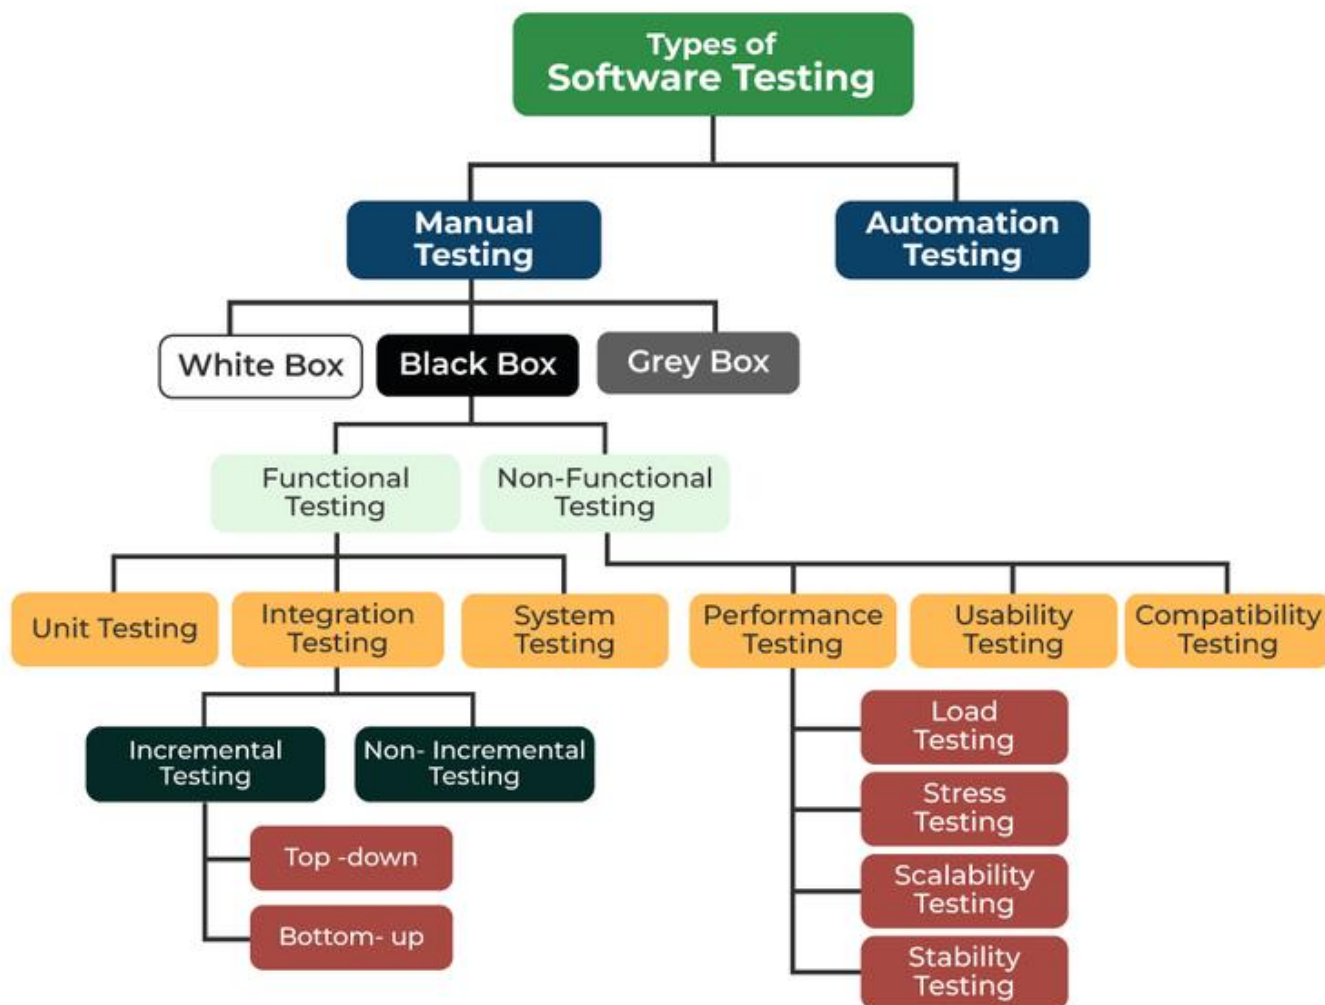 Types of
Software Testing
Manual
Testing
Automation
Testing
White Box
Black Box
Grey Box
Functional
Testing
Non-Functional
Testing
Unit Testing
Integration
Testing
System
Testing
Performance
Testing
Usability
Testing
Compatibility
Testing
Incremental
Testing
Non- Incremental
Testing
Top -down
Bottom- up
Load
Testing
Stress
Testing
Scalability
Testing
Stability
Testing